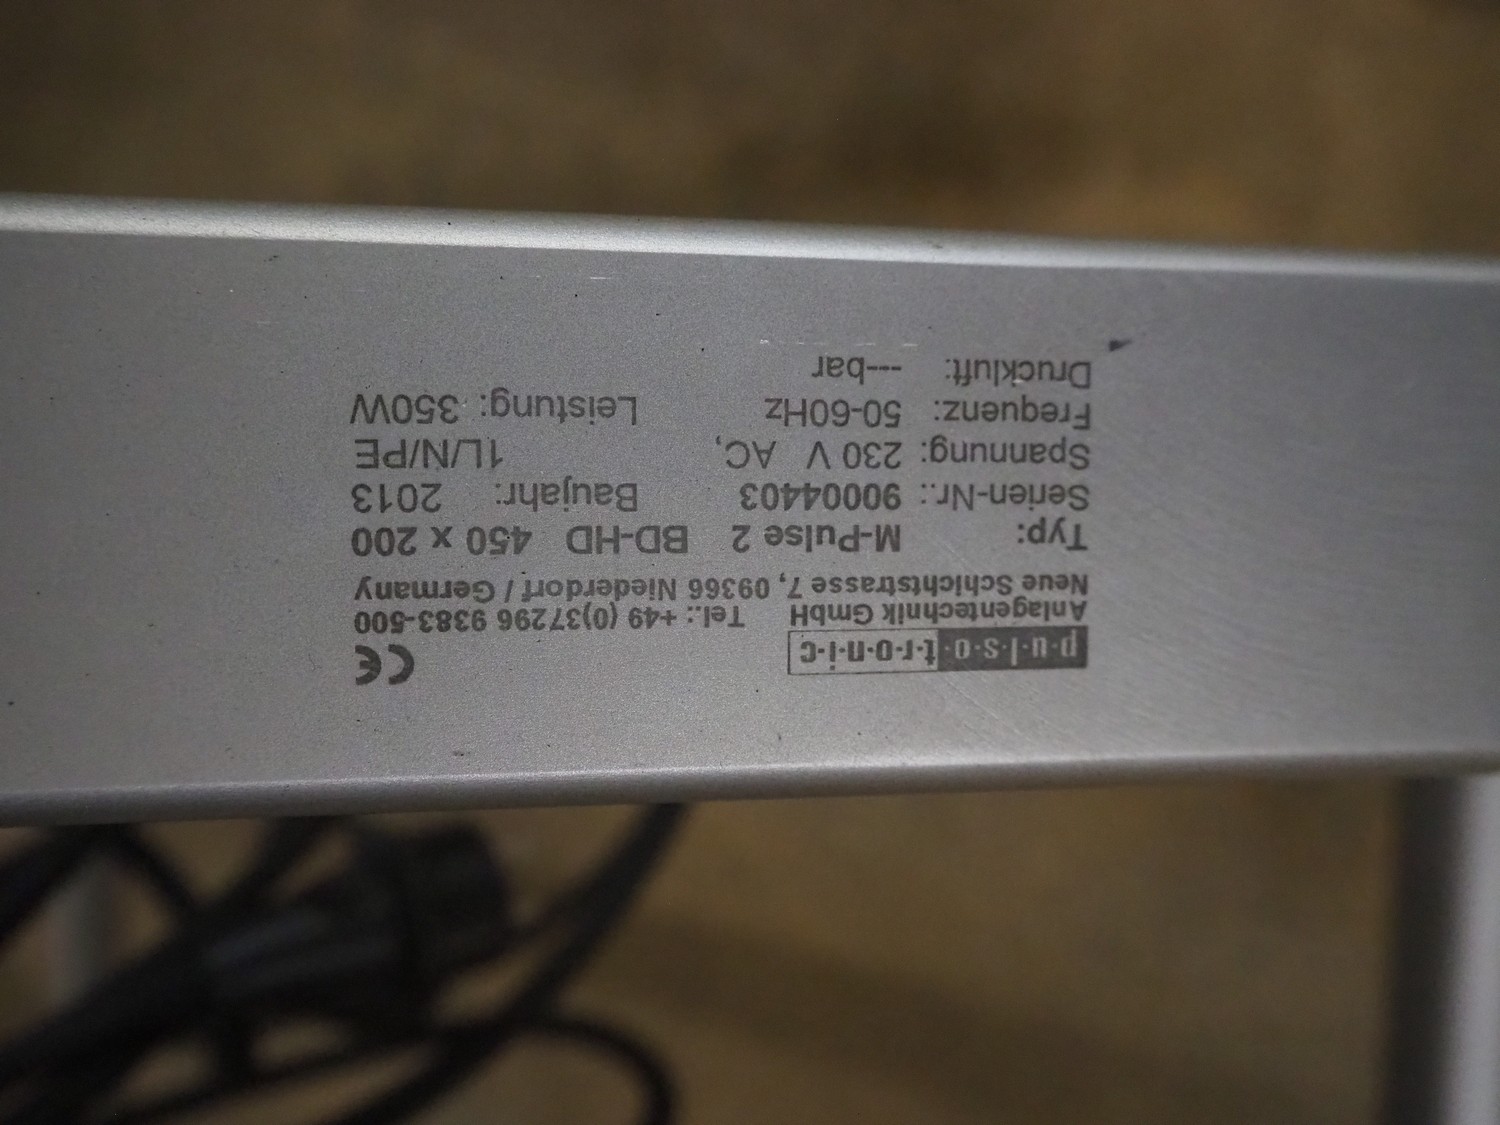 p·u·l·s·o·t·r·o·n·i·c CE
Anlagentechnik GmbH Tel.: +49 (0)37296 9383-500
Neue Schichtstrasse 7, 09366 Niederdorf / Germany
Typ: M-Pulse 2 BD-HD 450 x 200
Serien-Nr.: 90004403 Baujahr: 2013
Spannung: 230 V AC, 1L/N/PE
Frequenz: 50-60Hz Leistung: 350W
Druckluft: ---bar